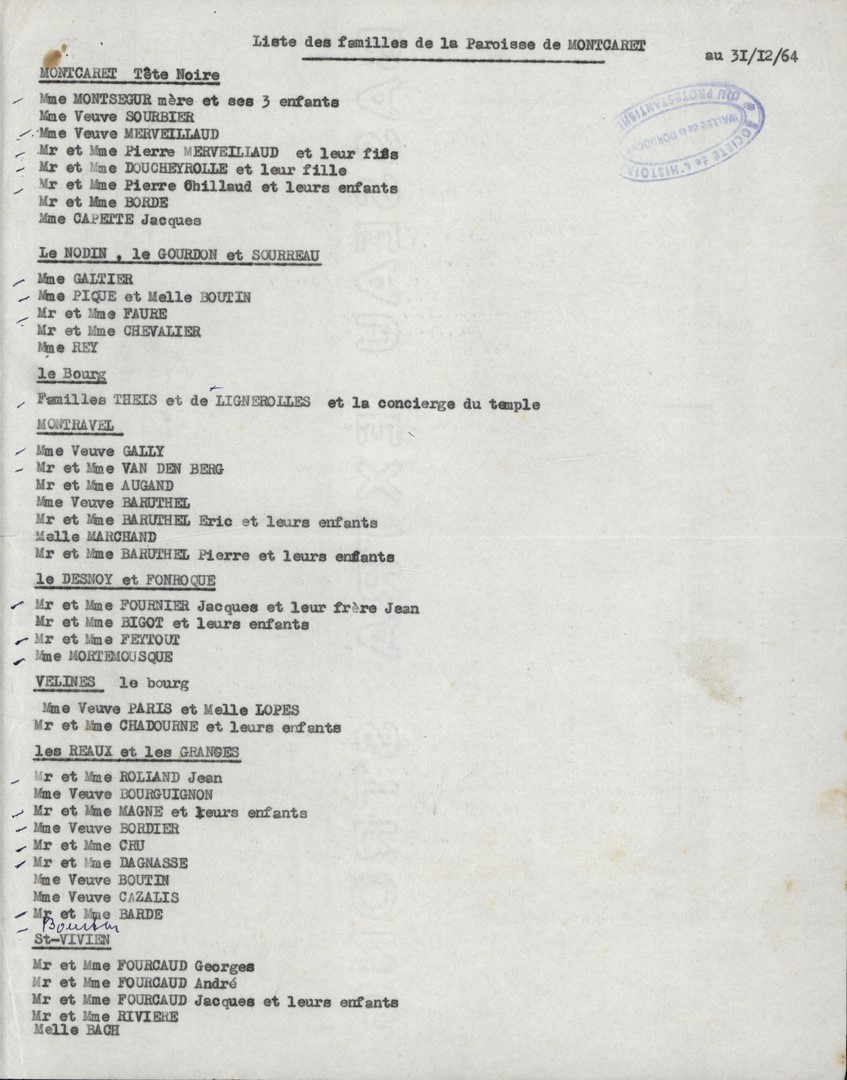 Liste des familles de la Paroisse de MONTCARET
au 31/12/64
SOCIETE de L'HISTOIRE
DU PROTESTANTISME
VALLEE de la DORDOGNE
MONTCARET Tête Noire
Mme MONTSEGUR mère et ses 3 enfants
Mme Veuve SOURBIER
Mme Veuve MERVEILLAUD
Mr et Mme Pierre MERVEILLAUD et leur fils
Mr et Mme DOUCHEYROLLE et leur fille
Mr et Mme Pierre Ghillaud et leurs enfants
Mr et Mme BORDE
Mme CAPETTE Jacques
Le NODIN , le GOURDON et SOURREAU
Mme GALTIER
Mme PIQUE et Melle BOUTIN
Mr et Mme FAURE
Mr et Mme CHEVALIER
Mme REY
le Bourg
Familles THEIS et de LIGNEROLLES et la concierge du temple
MONTRAVEL
Mme Veuve GALLY
Mr et Mme VAN DEN BERG
Mr et Mme AUGAND
Mme Veuve BARUTHEL
Mr et Mme BARUTHEL Eric et leurs enfants
Melle MARCHAND
Mr et Mme BARUTHEL Pierre et leurs enfants
le DESNOY et FONROQUE
Mr et Mme FOURNIER Jacques et leur frère Jean
Mr et Mme BIGOT et leurs enfants
Mr et Mme FEYTOUT
Mme MORTEMOUSQUE
VELINES le bourg
Mme Veuve PARIS et Melle LOPES
Mr et Mme CHADOURNE et leurs enfants
les REAUX et les GRANGES
Mr et Mme ROLLAND Jean
Mme Veuve BOURGUIGNON
Mr et Mme MAGNE et leurs enfants
Mme Veuve BORDIER
Mr et Mme CRU
Mr et Mme DAGNASSE
Mme Veuve BOUTIN
Mme Veuve CAZALIS
Mr et Mme BARDE
St-VIVIEN
Mr et Mme FOURCAUD Georges
Mr et Mme FOURCAUD André
Mr et Mme FOURCAUD Jacques et leurs enfants
Mr et Mme RIVIERE
Melle BACH